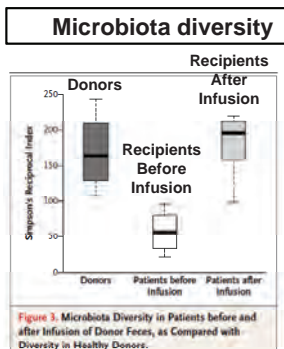 Microbiota diversity
Recipients
After
Infusion
Donors
Recipients
Before
Infusion
250
200
150
100
50
0
Simpson's Reciprocal Index
Donors
Patients before
Infusion
Patients after
Infusion
Figure 3. Microbiota Diversity in Patients before and
after Infusion of Donor Feces, as Compared with
Diversity in Healthy Donors.